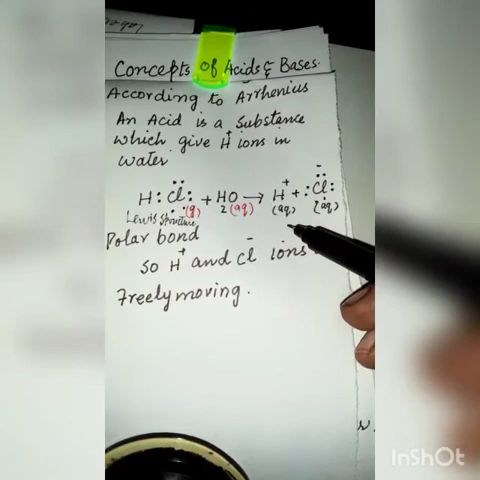 Concepts of Acids & Bases.
According to Arrhenius
An Acid is a Substence
which give H+ ions in
water
H : Cl : (g) + H2O (aq) → H+ (aq) + : Cl : - (aq)
Lewis structure
Polar bond
So H+ and Cl- ions
Freely moving.
InShOt